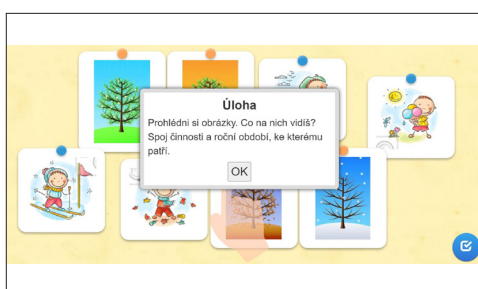 Úloha
Prohlédni si obrázky. Co na nich vidíš?
Spoj činnosti a roční období, ke kterému
patří.
OK